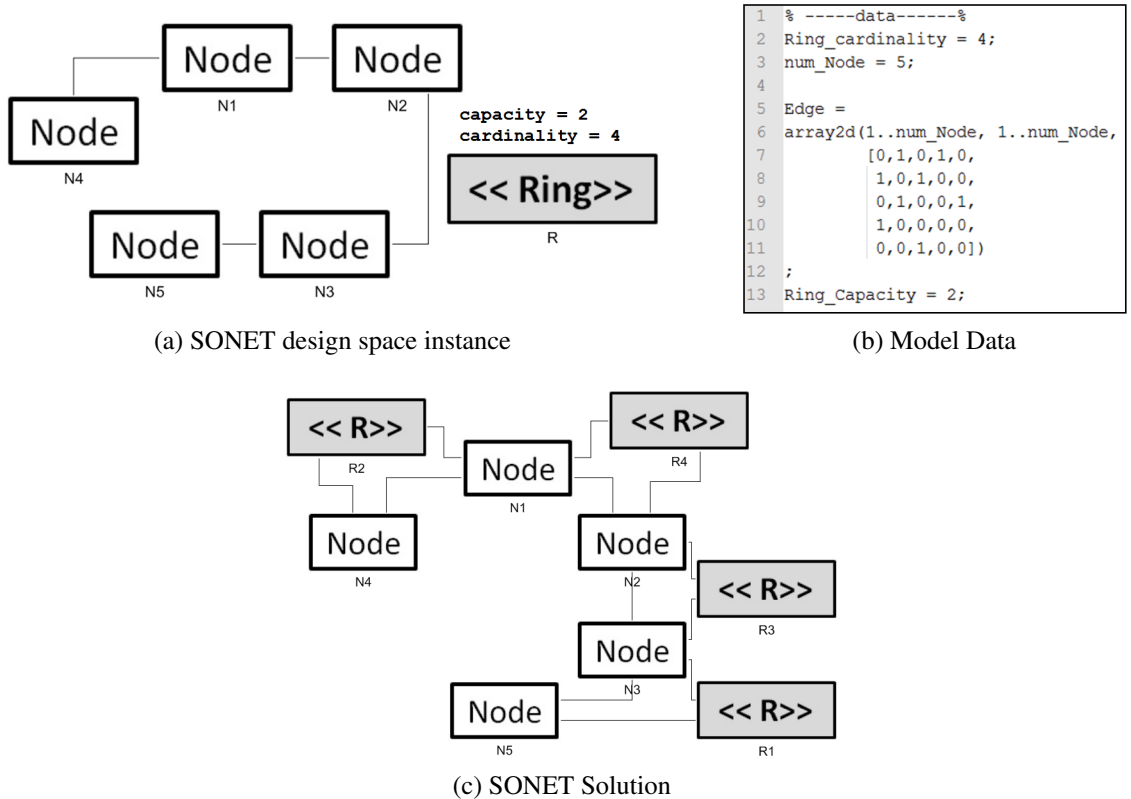 Node
Node
N1
N2
Node
N4
capacity = 2
cardinality = 4
<< Ring>>
R
Node
Node
N5
N3
(a) SONET design space instance
1 % -----data------%
2 Ring_cardinality = 4;
3 num_Node = 5;
4
5 Edge =
6 array2d(1..num_Node, 1..num_Node,
7 [0,1,0,1,0,
8 1,0,1,0,0,
9 0,1,0,0,1,
10 1,0,0,0,0,
11 0,0,1,0,0])
12 ;
13 Ring_Capacity = 2;
(b) Model Data
<< R>>
R2
<< R>>
R4
Node
N1
Node
N4
Node
N2
<< R>>
R3
Node
N3
Node
N5
<< R>>
R1
(c) SONET Solution